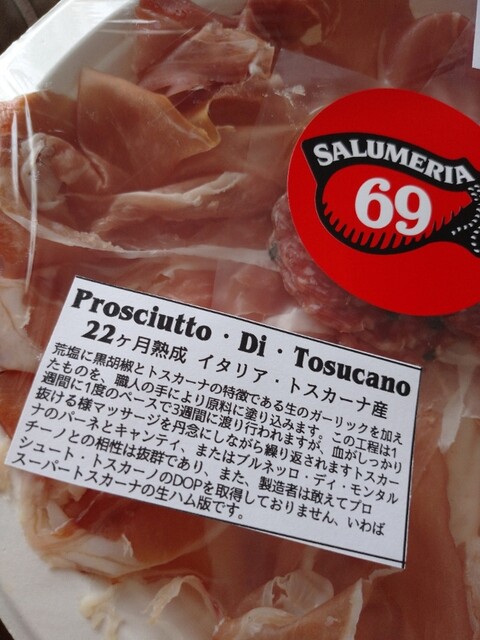 SALUMERIA
69
Prosciutto・Di・Tosucano
22ヶ月熟成 イタリア・トスカーナ産
荒塩に黒胡椒とトスカーナの特徴である生のガーリックを加え
たものを、職人の手により原料に塗り込みます。この工程は1
週間に1度のペースで3週間に渡り行われますが、血がしっかり
抜ける様マッサージを丹念にしながら繰り返されますトスカー
ナのパーネとキャンティ、またはブルネッロ・ディ・モンタル
チーノとの相性は抜群であり、また、製造者は敢えてプロ
シュート・トスカーノのDOPを取得しておりません、いわば
スーパートスカーナの生ハム版です。